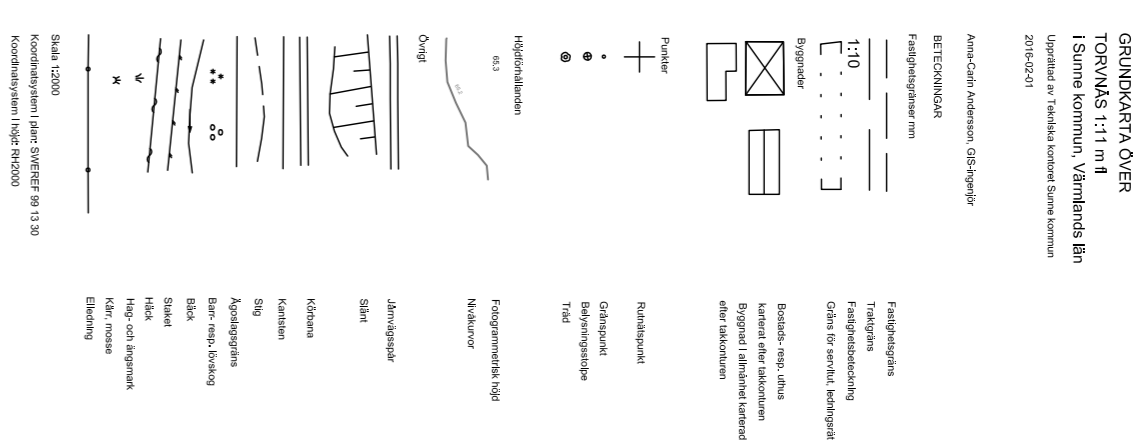 GRUNDKARTA ÖVER
TORVNÄS 1:11 m fl
i Sunne kommun, Värmlands län
Upprättad av Tekniska kontoret Sunne kommun
2016-02-01
Anna-Carin Andersson, GIS-ingenjör
BETECKNINGAR
Fastighetsgränser mm
Fastighetsgräns
Traktgräns
1:10
Fastighetsbeteckning
Gräns för servitut, ledningsrät
Byggnader
Bostads- resp. uthus
karterat efter takkonturen
Byggnad i allmänhet karterad
efter takkonturen
Punkter
Rutnätspunkt
Gränspunkt
Belysningsstolpe
Träd
Höjdförhållanden
65,3
Fotogrammetrisk höjd
65,3
Nivåkurvor
Övrigt
Järnvägsspår
Slänt
Körbana
Kantsten
Stig
Ägoslagsgräns
Barr- resp. lövskog
Bäck
Staket
Häck
Hag- och ängsmark
Kärr, mosse
Elledning
Skala 1:2000
Koordinatsystem i plan: SWEREF 99 13 30
Koordinatsystem i höjd: RH2000